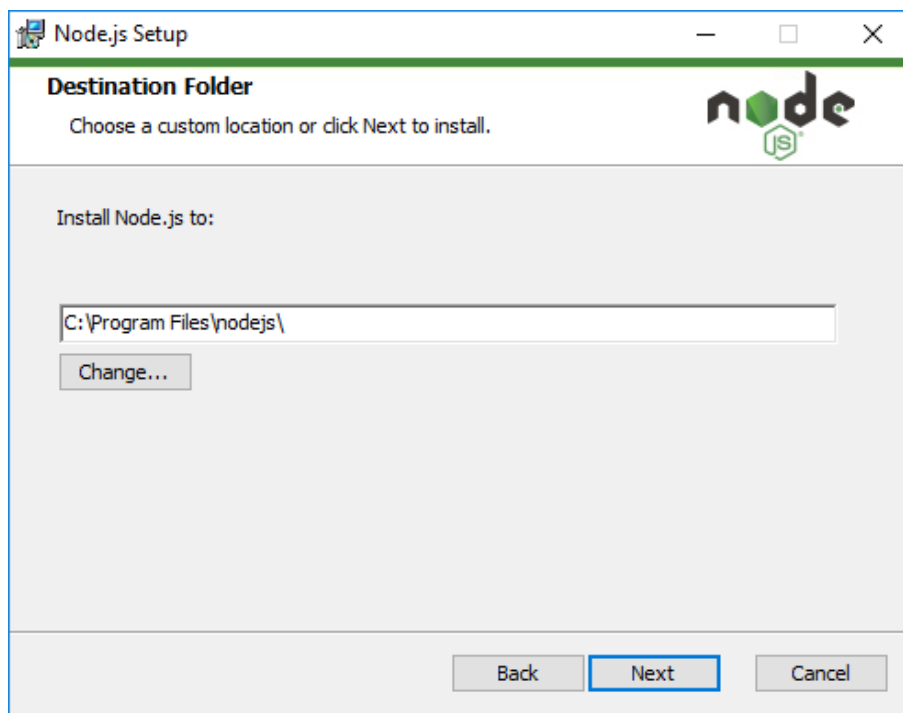 Node.js Setup
Destination Folder
Choose a custom location or click Next to install.
node
JS
Install Node.js to:
C:\Program Files\nodejs\
Change...
Back
Next
Cancel